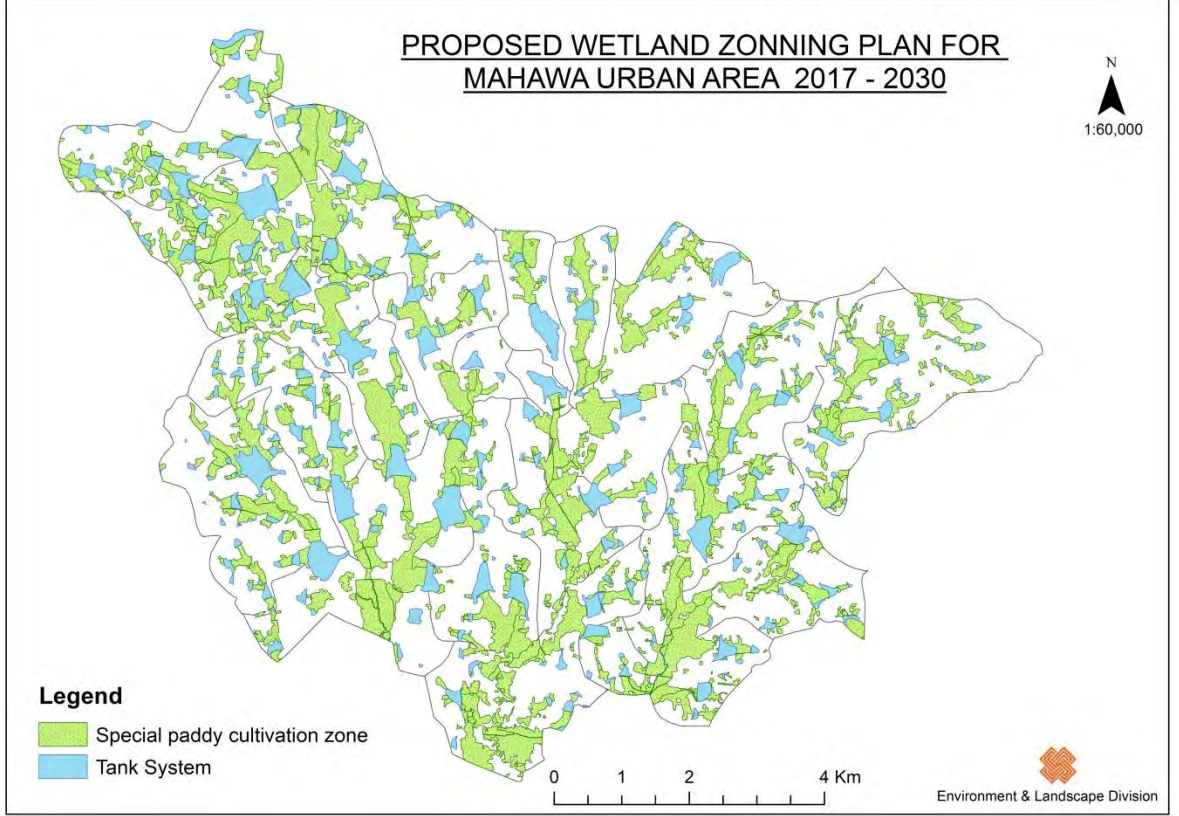 PROPOSED WETLAND ZONNING PLAN FOR
MAHAWA URBAN AREA 2017 - 2030
N
1:60,000
Legend
Special paddy cultivation zone
Tank System
0 1 2 4 Km
Environment & Landscape Division